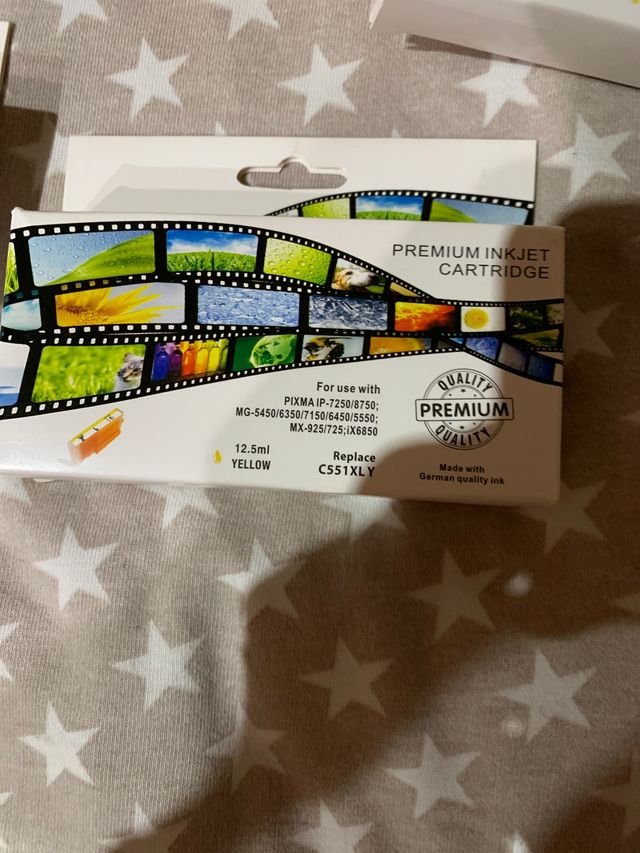 PREMIUM INKJET
CARTRIDGE
For use with
PIXMA IP-7250/8750;
MG-5450/6350/7150/6450/5550;
MX-925/725;iX6850
12.5ml
YELLOW
Replace
C551XLY
QUALITY
PREMIUM
QUALITY
Made with
German quality ink